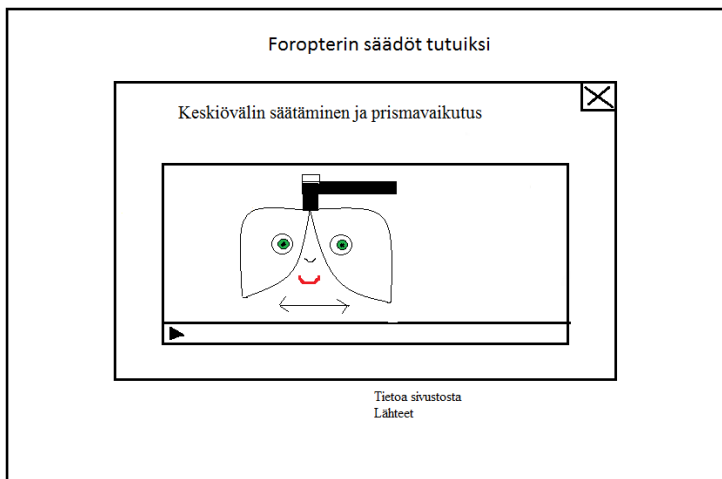 Foropterin säädöt tutuiksi
Keskiövälin säätäminen ja prismavaikutus
Tietoa sivustosta
Lähteet